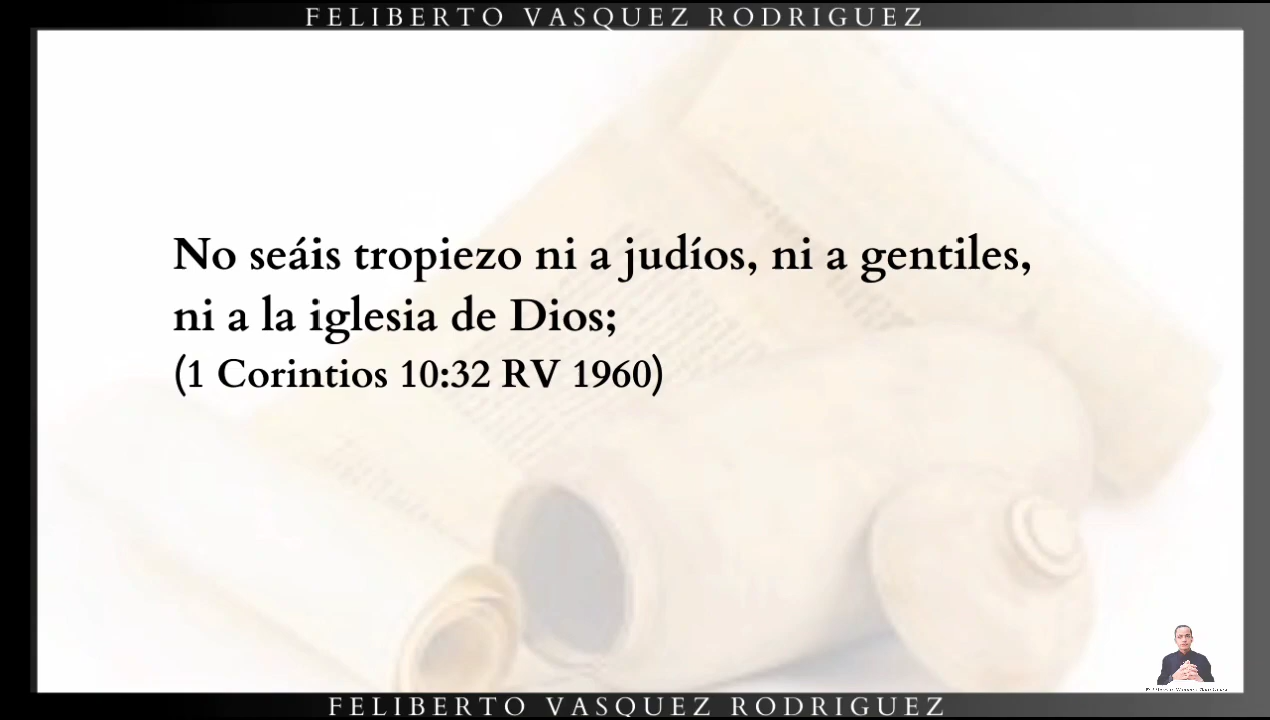 FELIBERTO VASQUEZ RODRIGUEZ
No seáis tropiezo ni a judíos, ni a gentiles,
ni a la iglesia de Dios;
(1 Corintios 10:32 RV 1960)
FELIBERTO VASQUEZ RODRIGUEZ